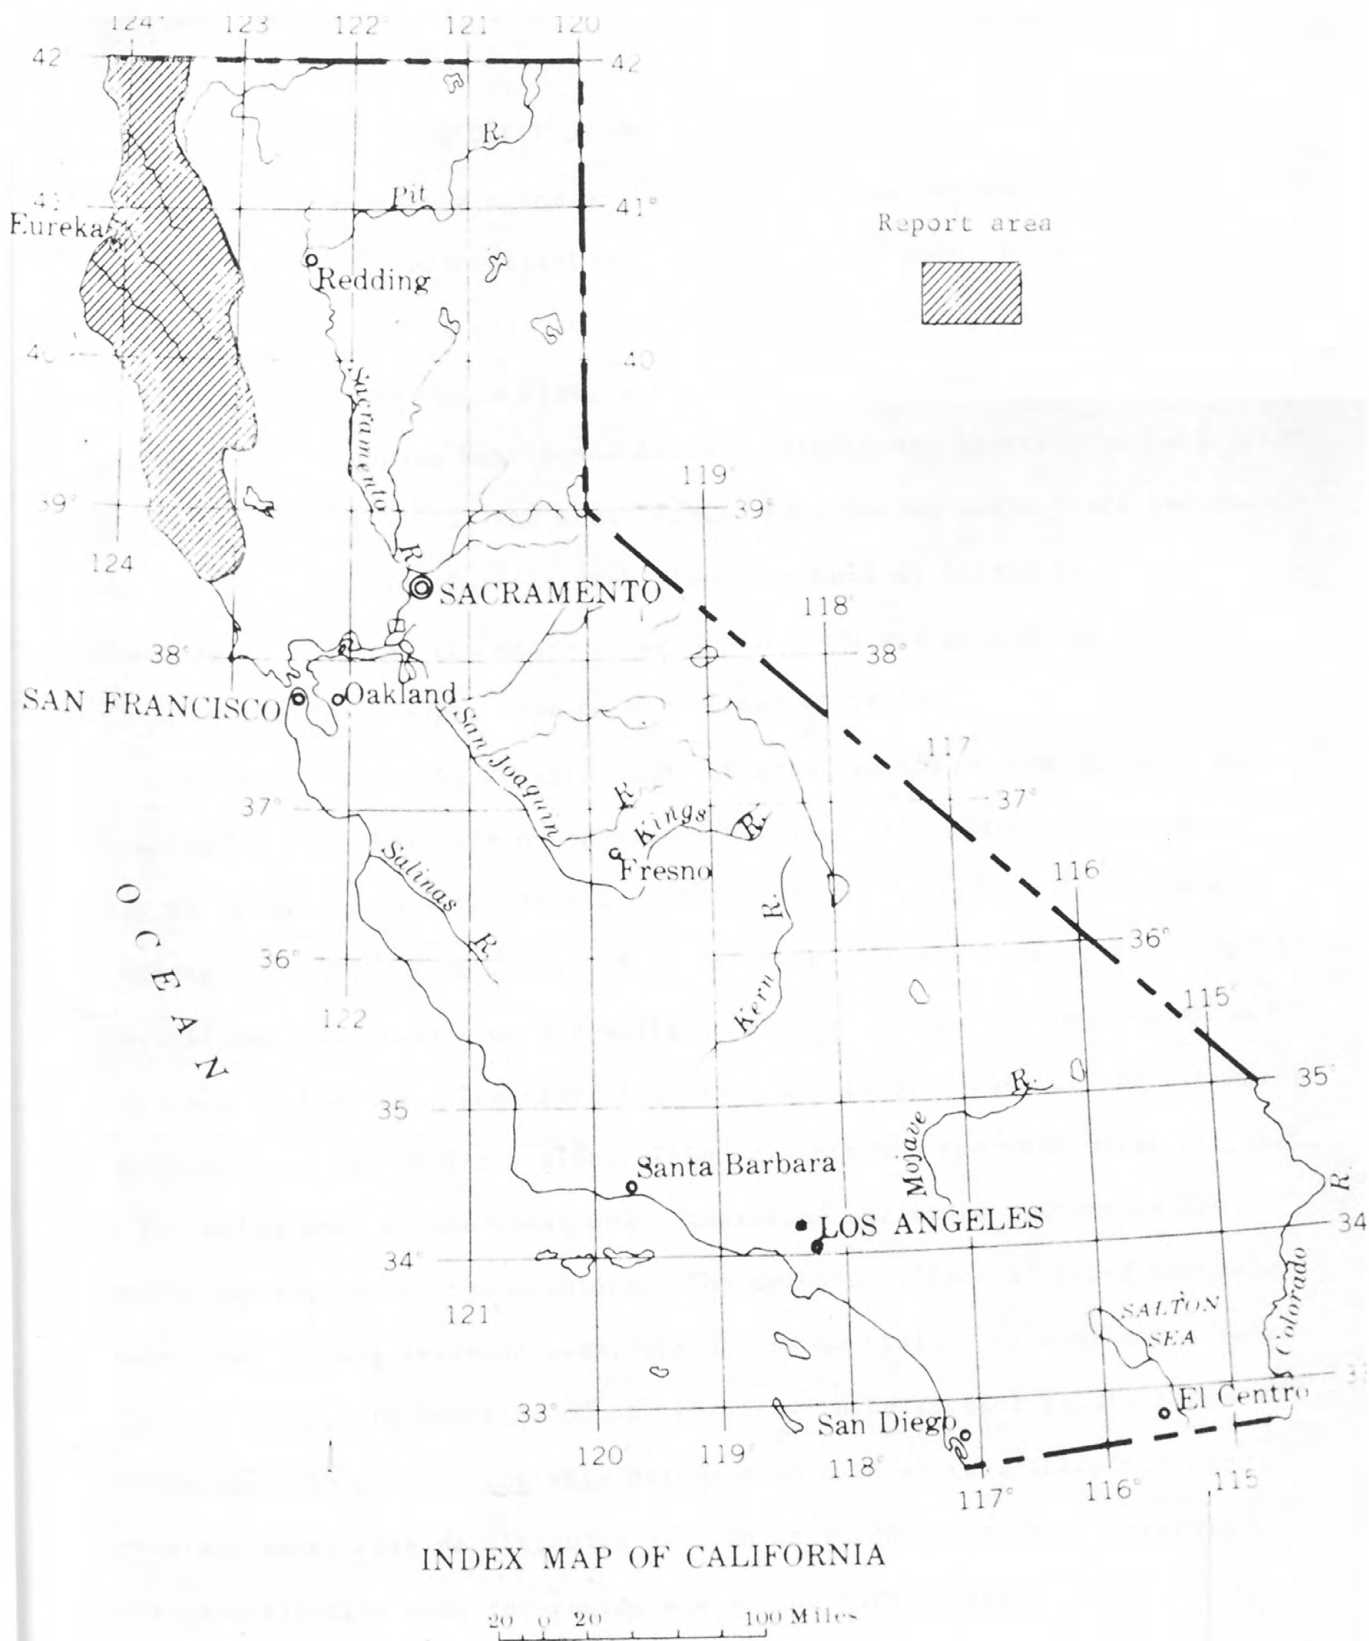 124° 123 122 121 120
42° 42
R.
Pit
41° 41°
Eureka
Report area
Redding
40 40
Sacramento
R.
119°
39° 39°
124
SACRAMENTO
118°
38° 38°
SAN FRANCISCO
Oakland
San Joaquin
R.
117
37° 37°
Kings
R.
Fresno
Salinas
R.
116°
OCEAN
R.
Kern
36° 36°
122
115°
35 35°
R.
Mojave
Santa Barbara
R.
Colorado
LOS ANGELES
34° 34
121
SALTON
SEA
33° 33
El Centro
San Diego
120 119° 118° 117° 116° 115
INDEX MAP OF CALIFORNIA
20 0 20 100 Miles